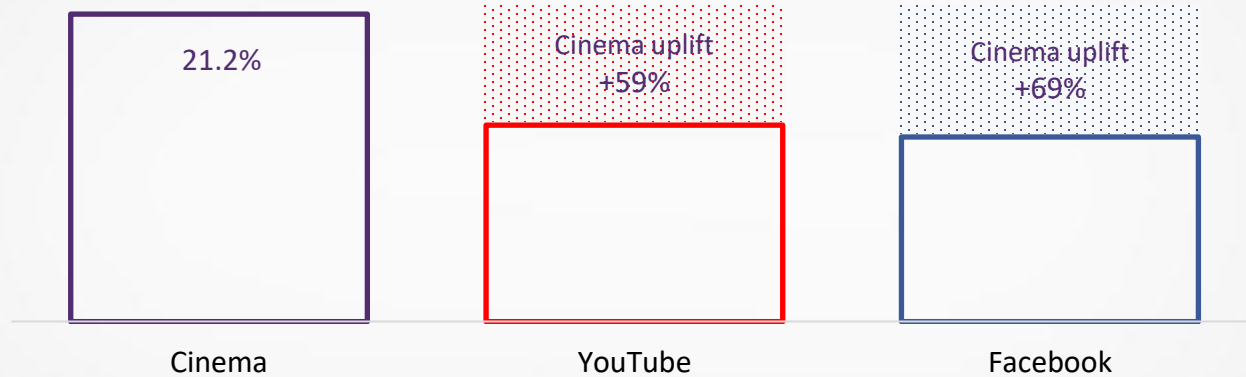 21.2%
Cinema uplift
+59%
Cinema uplift
+69%
Cinema
YouTube
Facebook